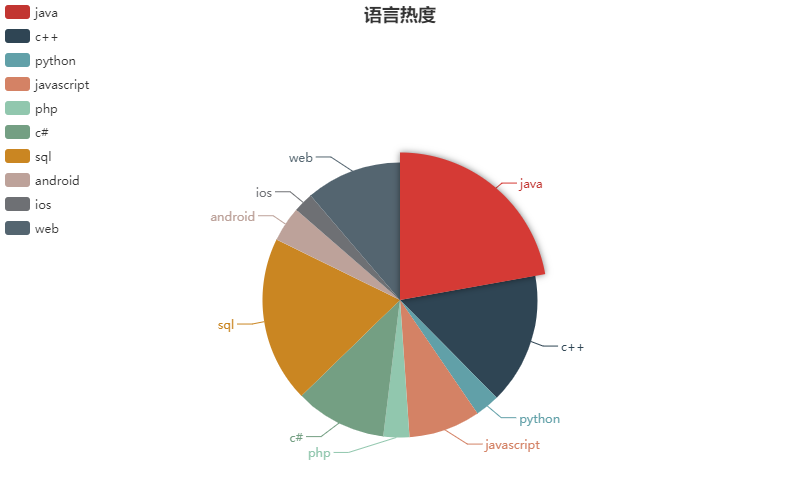 语言热度
java
c++
python
javascript
php
c#
sql
android
ios
web
web
java
ios
android
sql
c++
python
c#
javascript
php